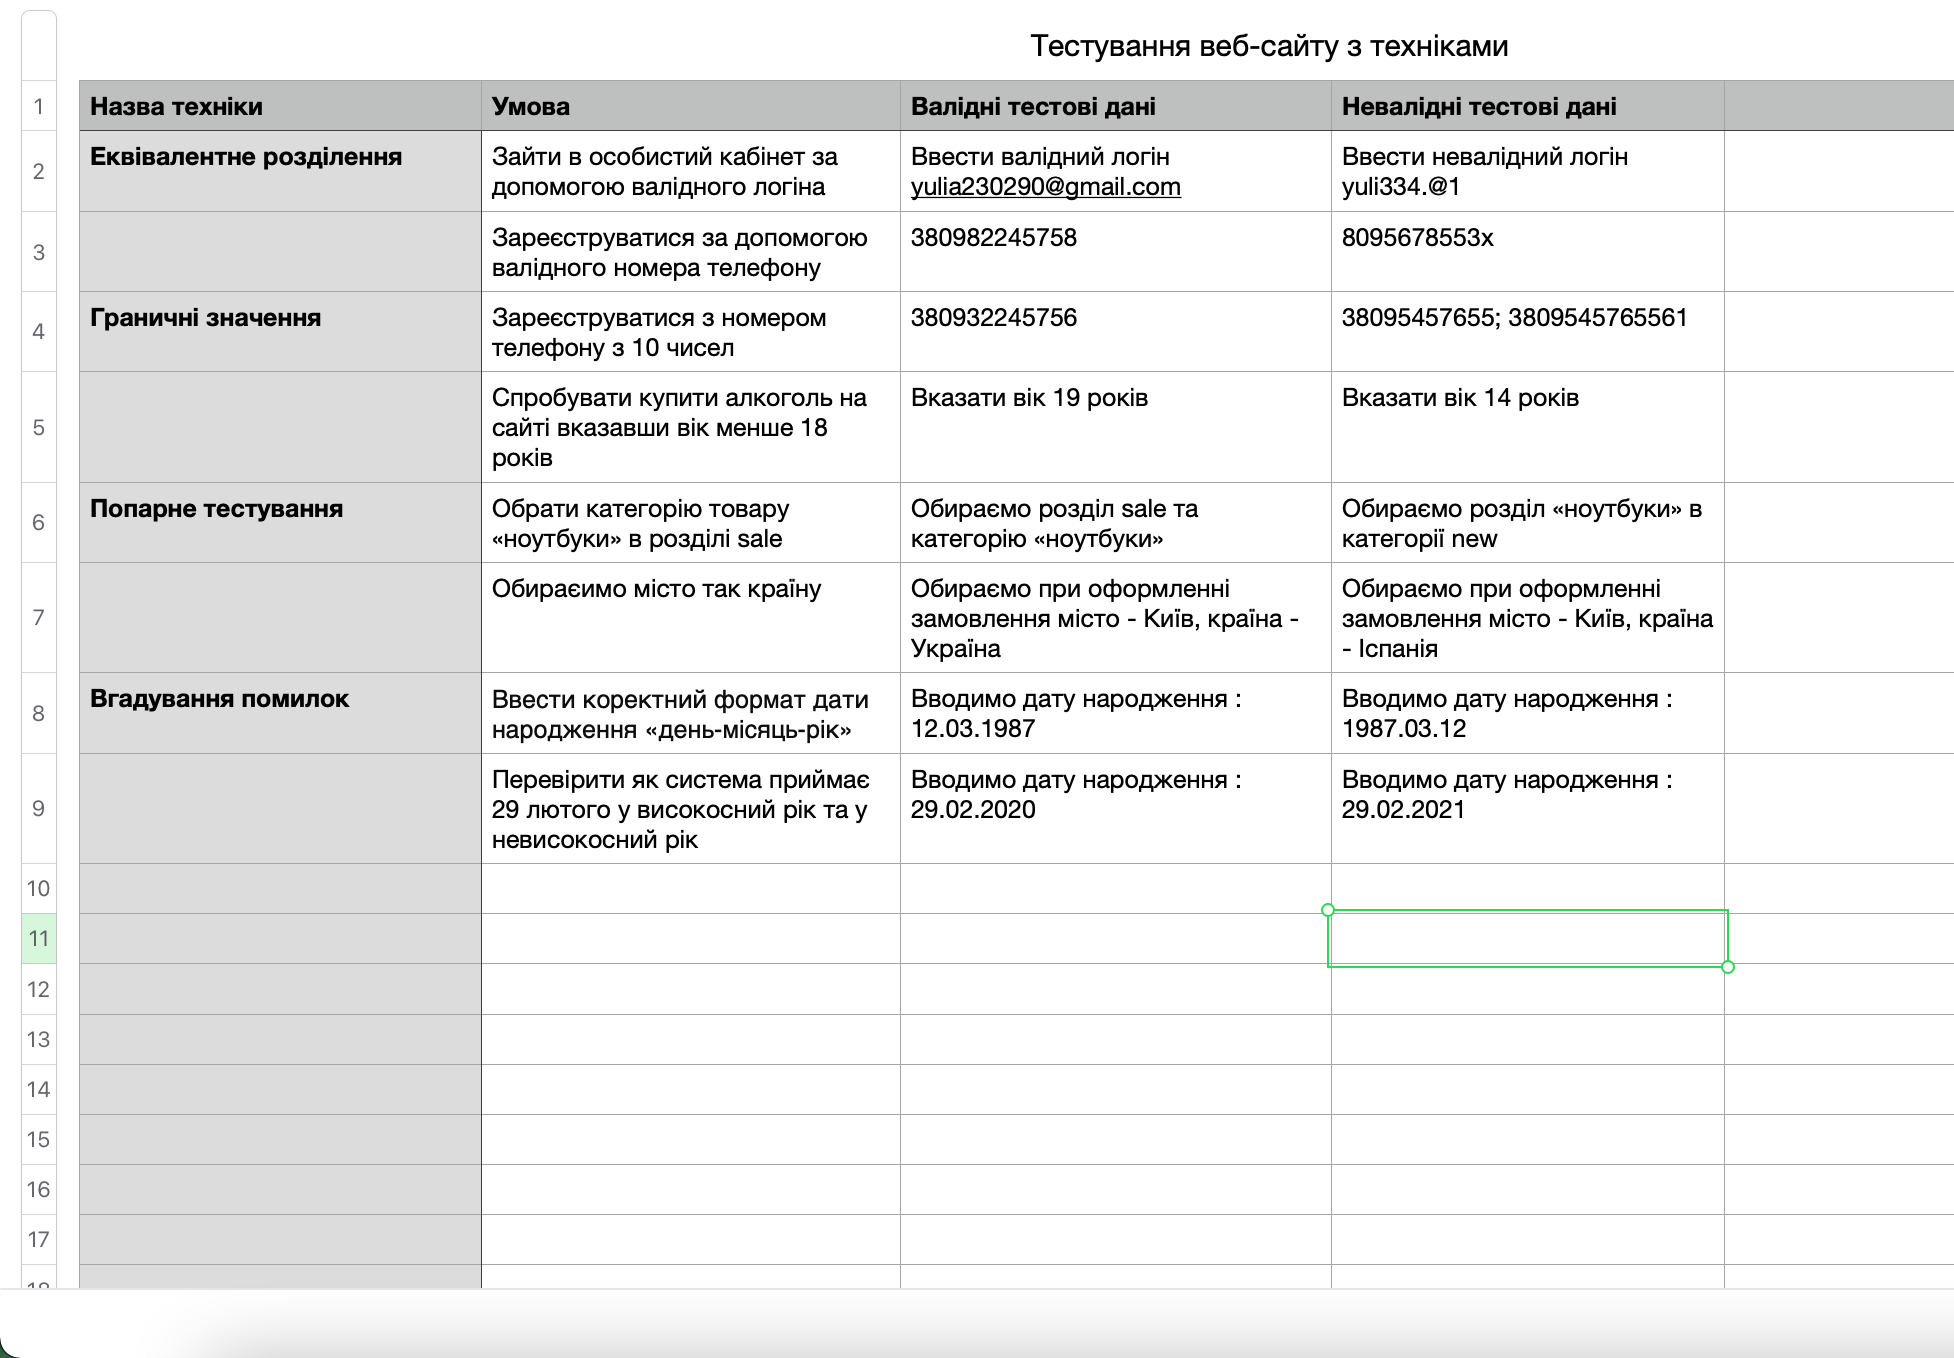 Тестування веб-сайту з техніками
1
Назва техніки
Умова
Валідні тестові дані
Невалідні тестові дані
2
Еквівалентне розділення
Зайти в особистий кабінет за
допомогою валідного логіна
Ввести валідний логін
yulia230290@gmail.com
Ввести невалідний логін
yuli334.@1
3
Зареєструватися за допомогою
валідного номера телефону
380982245758
8095678553x
4
Граничні значення
Зареєструватися з номером
телефону з 10 чисел
380932245756
38095457655; 3809545765561
5
Спробувати купити алкоголь на
сайті вказавши вік менше 18
років
Вказати вік 19 років
Вказати вік 14 років
6
Попарне тестування
Обрати категорію товару
«ноутбуки» в розділі sale
Обираємо розділ sale та
категорію «ноутбуки»
Обираємо розділ «ноутбуки» в
категорії new
7
Обираєимо місто так країну
Обираємо при оформленні
замовлення місто - Київ, країна -
Україна
Обираємо при оформленні
замовлення місто - Київ, країна
- Іспанія
8
Вгадування помилок
Ввести коректний формат дати
народження «день-місяць-рік»
Вводимо дату народження :
12.03.1987
Вводимо дату народження :
1987.03.12
9
Перевірити як система приймає
29 лютого у високосний рік та у
невисокосний рік
Вводимо дату народження :
29.02.2020
Вводимо дату народження :
29.02.2021
10
11
12
13
14
15
16
17